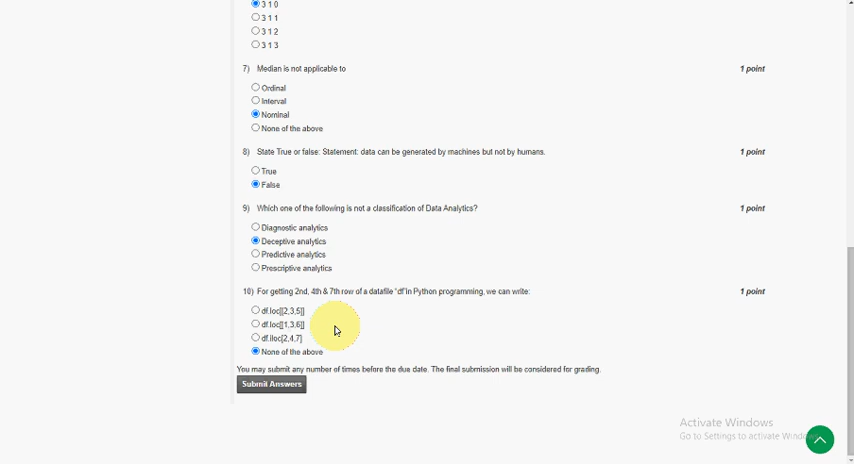 3 1 0
3 1 1
3 1 2
3 1 3
7) Median is not applicable to 1 point
Ordinal
Interval
Nominal
None of the above
8) State True or false: Statement: data can be generated by machines but not by humans. 1 point
True
False
9) Which one of the following is not a classification of Data Analytics? 1 point
Diagnostic analytics
Deceptive analytics
Predictive analytics
Prescriptive analytics
10) For getting 2nd, 4th & 7th row of a datafile "df"in Python programming, we can write: 1 point
df.loc[[2,3,5]]
df.loc[[1,3,6]]
df.iloc[2,4,7]
None of the above
You may submit any number of times before the due date. The final submission will be considered for grading.
Submit Answers
Activate Windows
Go to Settings to activate Windows